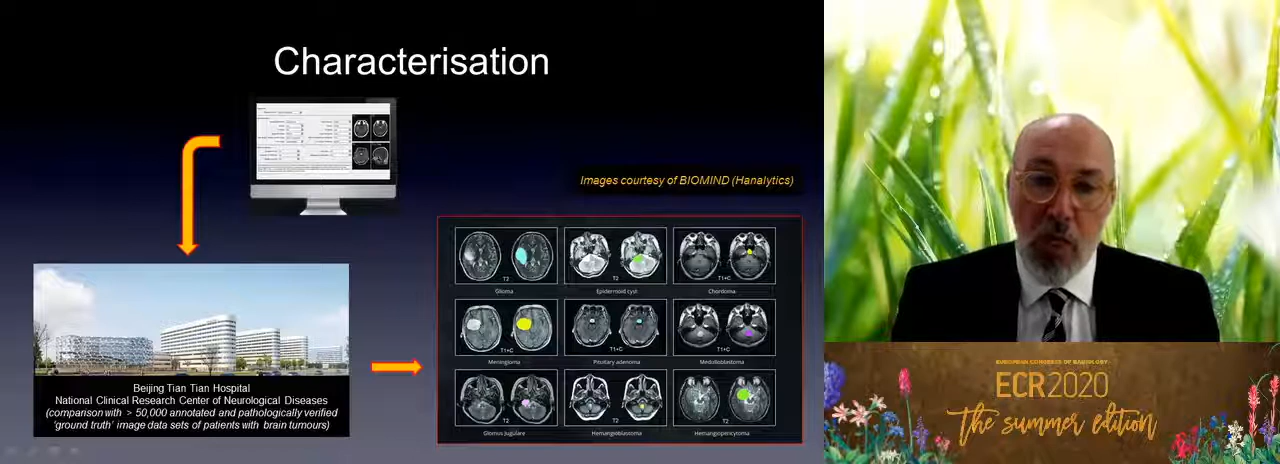 Characterisation
Images courtesy of BIOMIND (Hanalytics)
T2
Glioma
T2
Epidermoid cyst
T1+C
Chordoma
T1+C
Meningioma
T1+C
Pituitary adenoma
T1+C
Medulloblastoma
T2
Glomus Jugulare
T2
Hemangioblastoma
T2
Hemangiopericytoma
Beijing Tian Tian Hospital
National Clinical Research Center of Neurological Diseases
(comparison with > 50,000 annotated and pathologically verified
'ground truth' image data sets of patients with brain tumours)
EUROPEAN CONGRESS OF RADIOLOGY
ECR2020
The summer edition